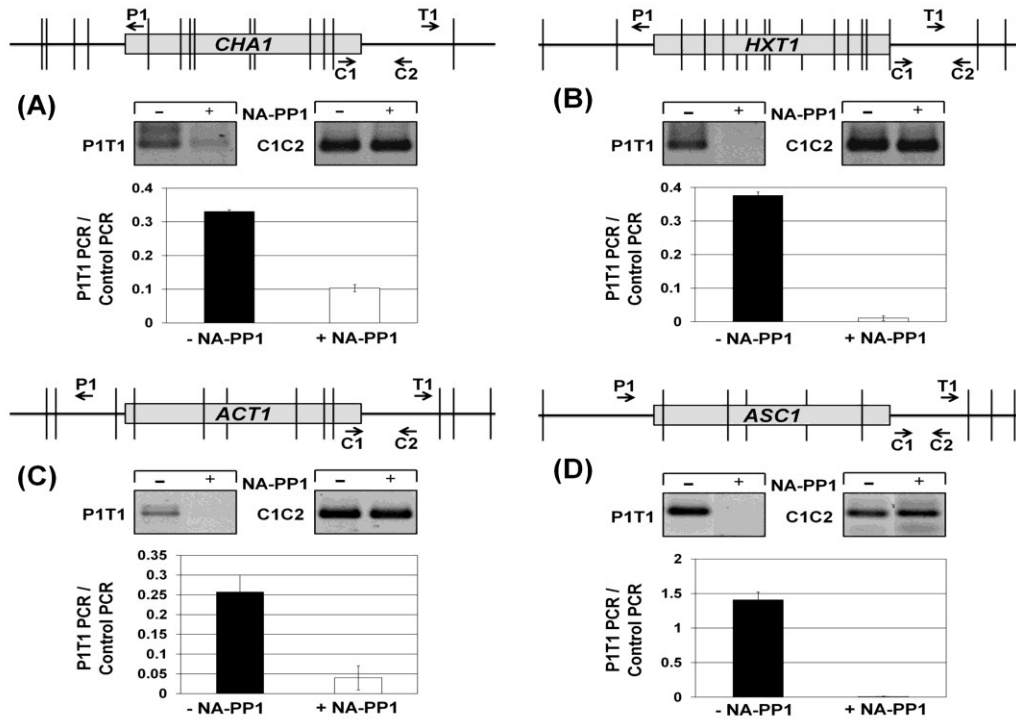 P1 T1
CHA1
C1 C2
(A)
− + NA-PP1 − +
P1T1 C1C2
P1T1 PCR /
Control PCR
0.4
0.3
0.2
0.1
0
- NA-PP1 + NA-PP1
P1 T1
HXT1
C1 C2
(B)
− + NA-PP1 − +
P1T1 C1C2
P1T1 PCR /
Control PCR
0.4
0.3
0.2
0.1
0
- NA-PP1 + NA-PP1
P1 T1
ACT1
C1 C2
(C)
− + NA-PP1 − +
P1T1 C1C2
P1T1 PCR /
Control PCR
0.35
0.3
0.25
0.2
0.15
0.1
0.05
0
- NA-PP1 + NA-PP1
P1 T1
ASC1
C1 C2
(D)
− + NA-PP1 − +
P1T1 C1C2
P1T1 PCR /
Control PCR
2
1.5
1
0.5
0
- NA-PP1 + NA-PP1